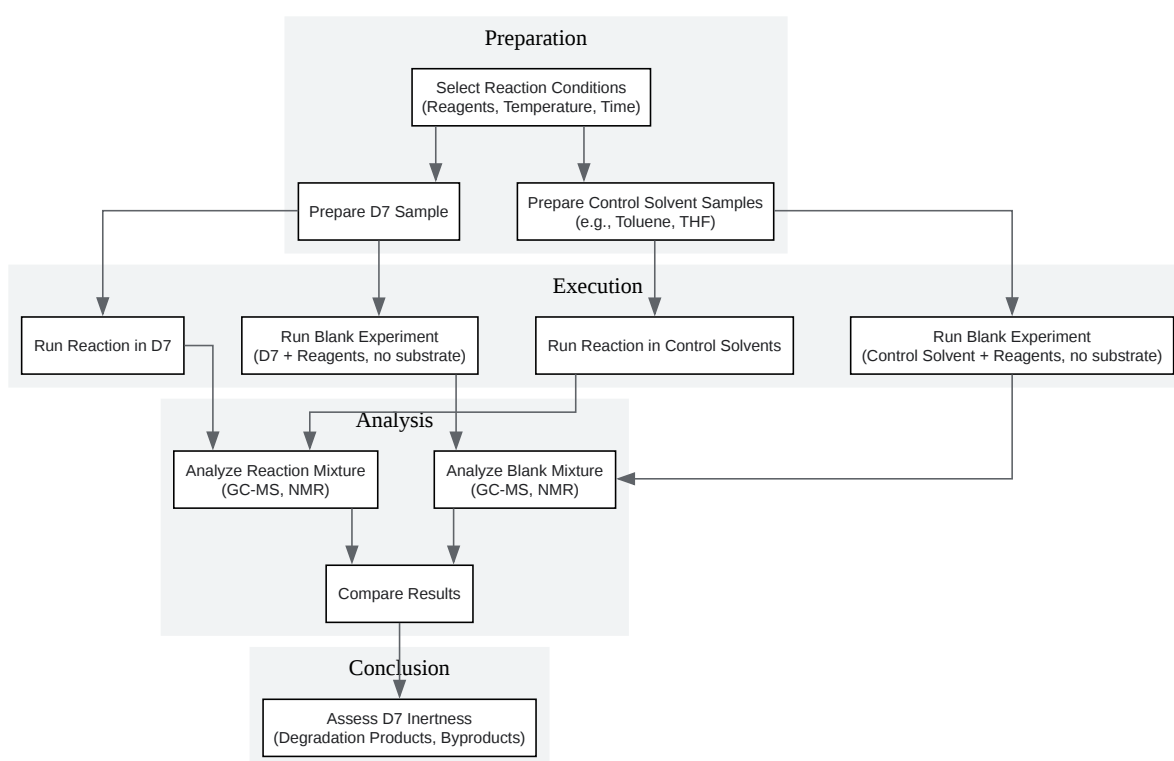 Preparation
Select Reaction Conditions
(Reagents, Temperature, Time)
Prepare D7 Sample
Prepare Control Solvent Samples
(e.g., Toluene, THF)
Execution
Run Reaction in D7
Run Blank Experiment
(D7 + Reagents, no substrate)
Run Reaction in Control Solvents
Run Blank Experiment
(Control Solvent + Reagents, no substrate)
Analysis
Analyze Reaction Mixture
(GC-MS, NMR)
Analyze Blank Mixture
(GC-MS, NMR)
Compare Results
Conclusion
Assess D7 Inertness
(Degradation Products, Byproducts)